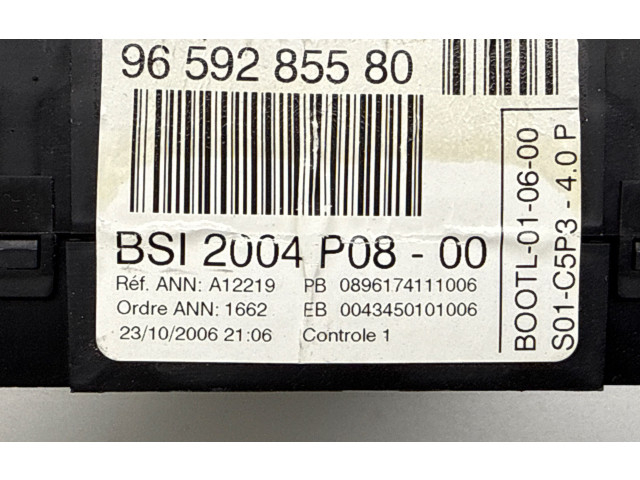 96 592 855 80
BSI 2004 P08 - 00
Réf. ANN: A12219 PB 0896174111006
Ordre ANN: 1662 EB 0043450101006
23/10/2006 21:06 Controle 1
BOOTL-01-06-00
S01-C5P3 - 4.0 P